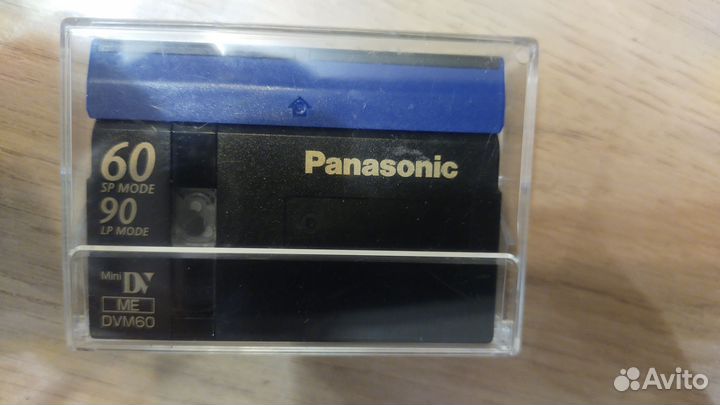 60
SP MODE
Panasonic
90
LP MODE
Mini DV
ME
DVM60
Avito